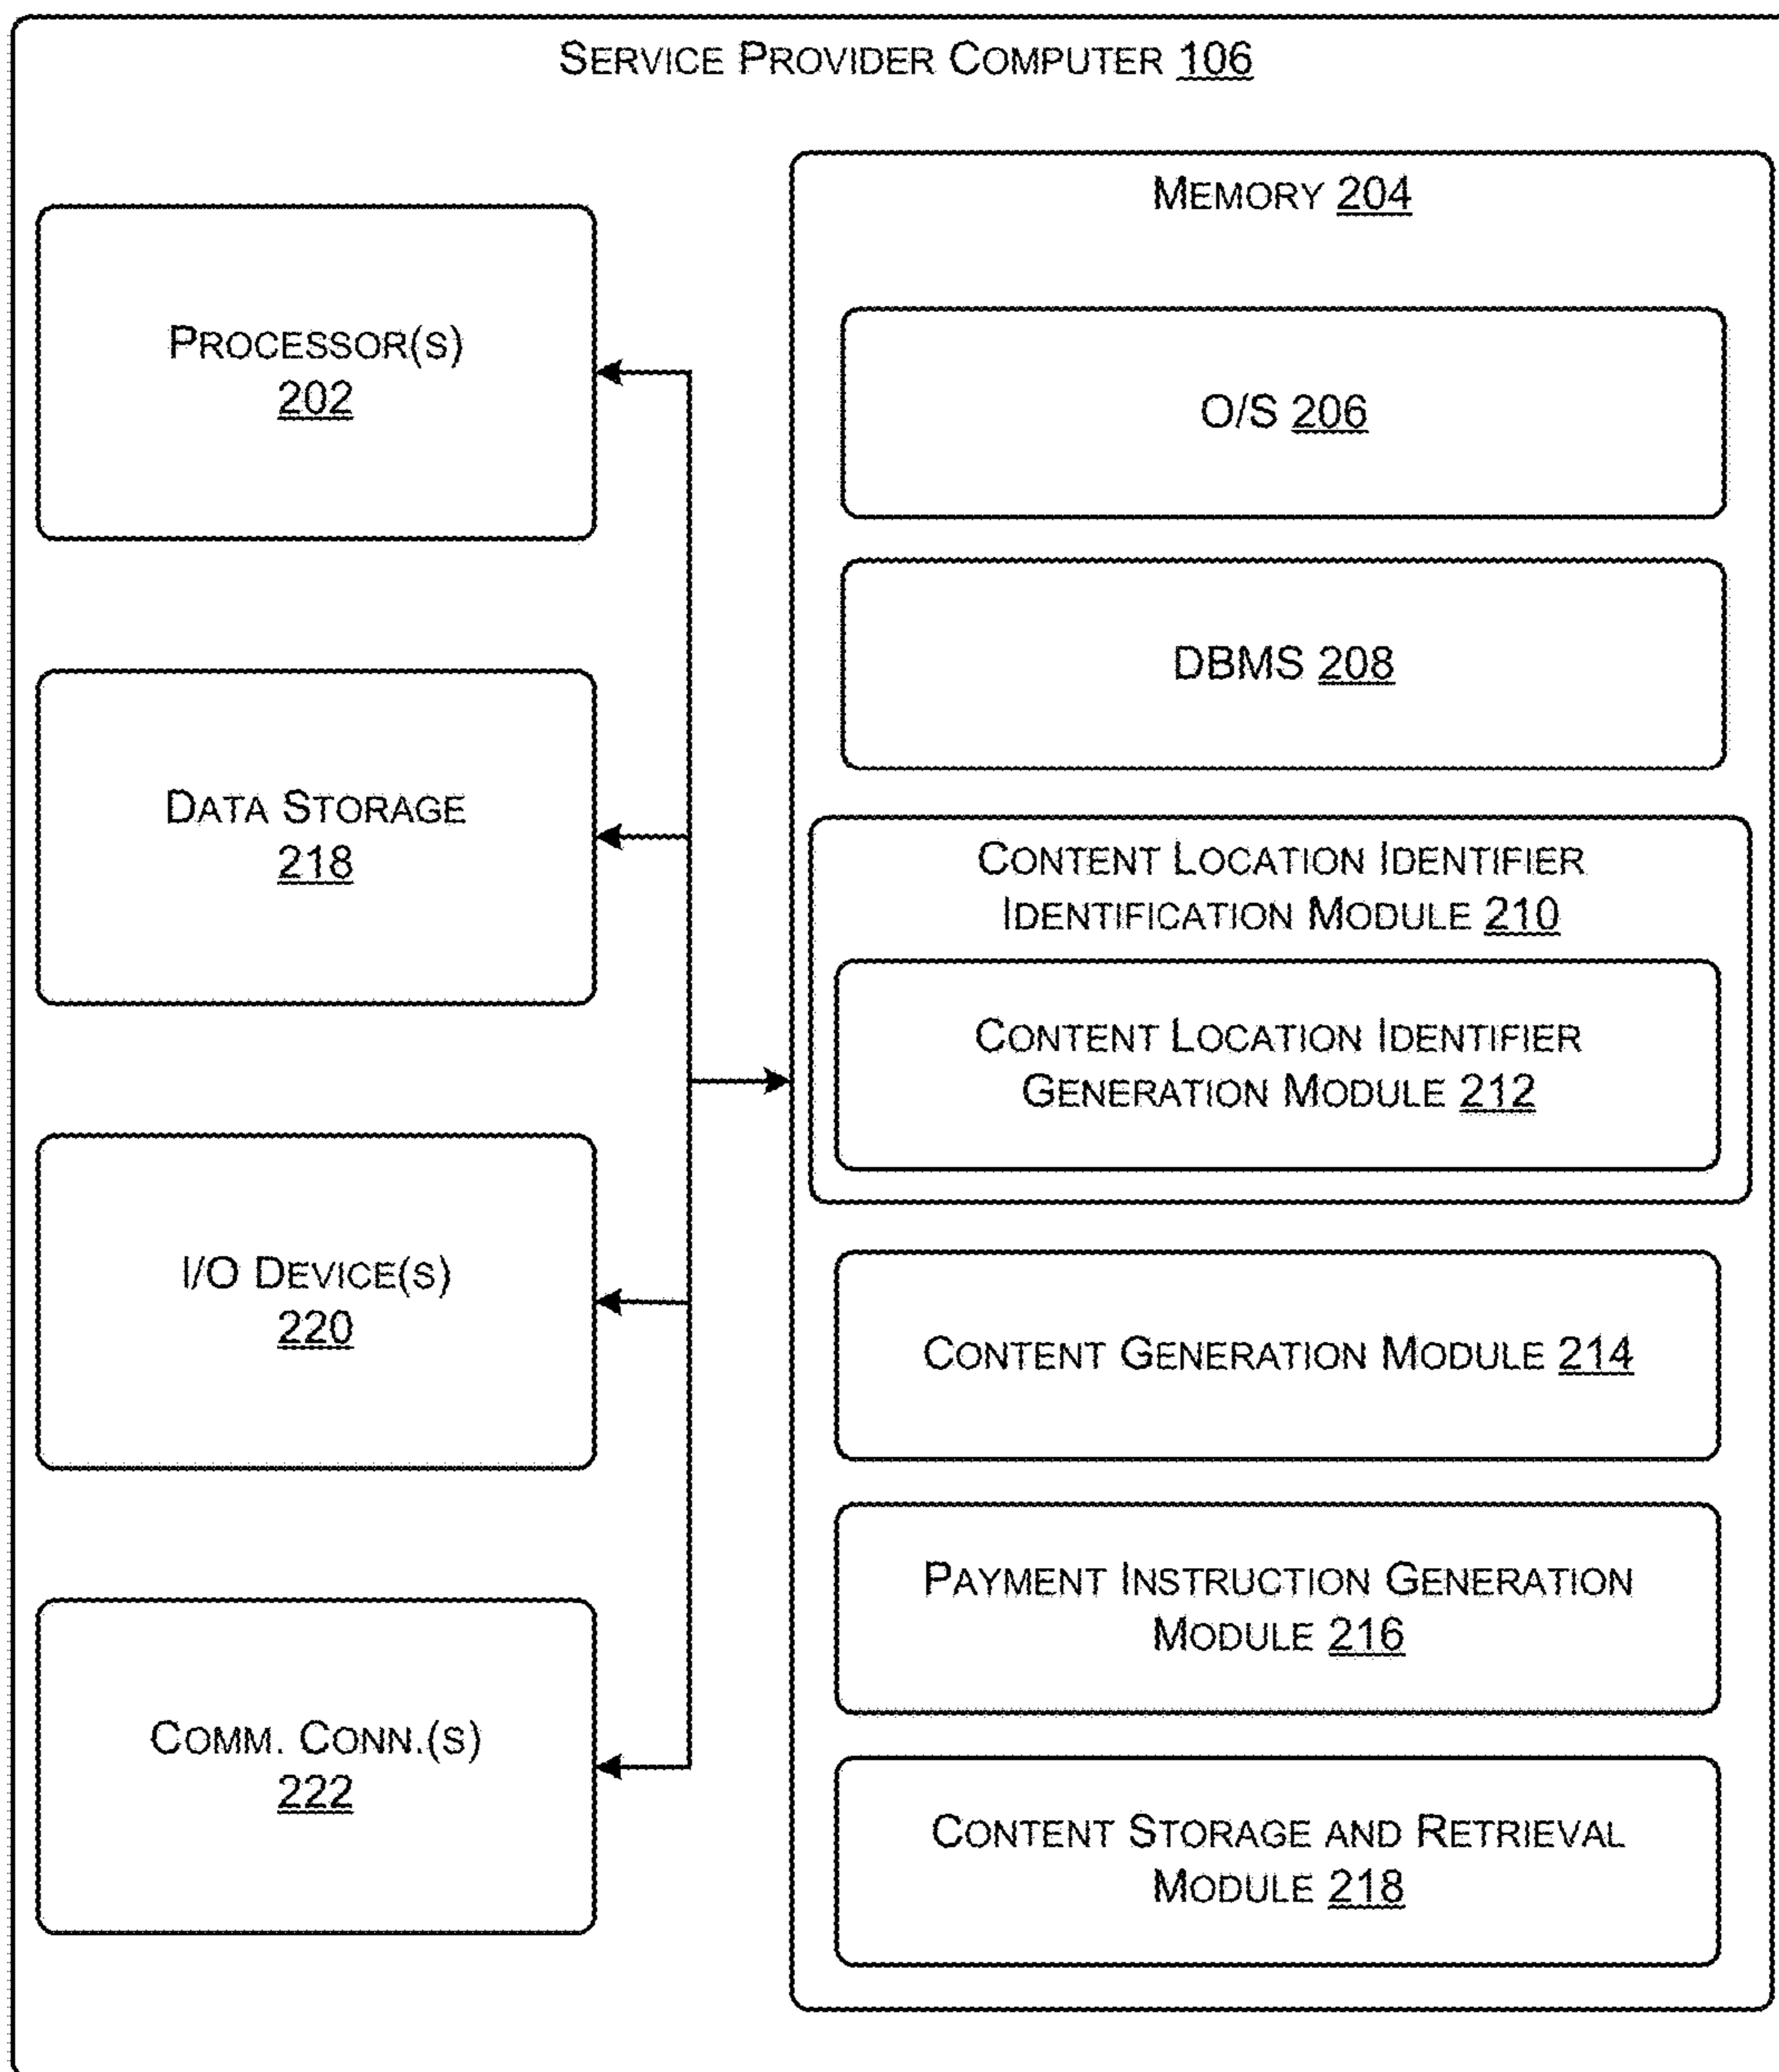 SERVICE PROVIDER COMPUTER 106
PROCESSOR(S)
202
DATA STORAGE
218
I/O DEVICE(S)
220
COMM. CONN.(S)
222
MEMORY 204
O/S 206
DBMS 208
CONTENT LOCATION IDENTIFIER
IDENTIFICATION MODULE 210
CONTENT LOCATION IDENTIFIER
GENERATION MODULE 212
CONTENT GENERATION MODULE 214
PAYMENT INSTRUCTION GENERATION
MODULE 216
CONTENT STORAGE AND RETRIEVAL
MODULE 218